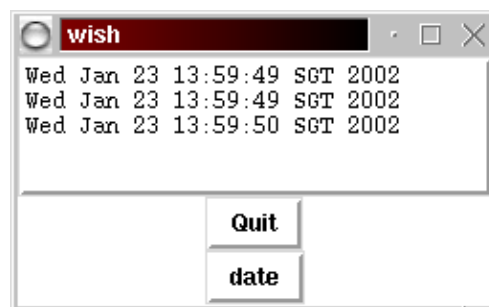 wish
Wed Jan 23 13:59:49 SGT 2002
Wed Jan 23 13:59:49 SGT 2002
Wed Jan 23 13:59:50 SGT 2002
Quit
date